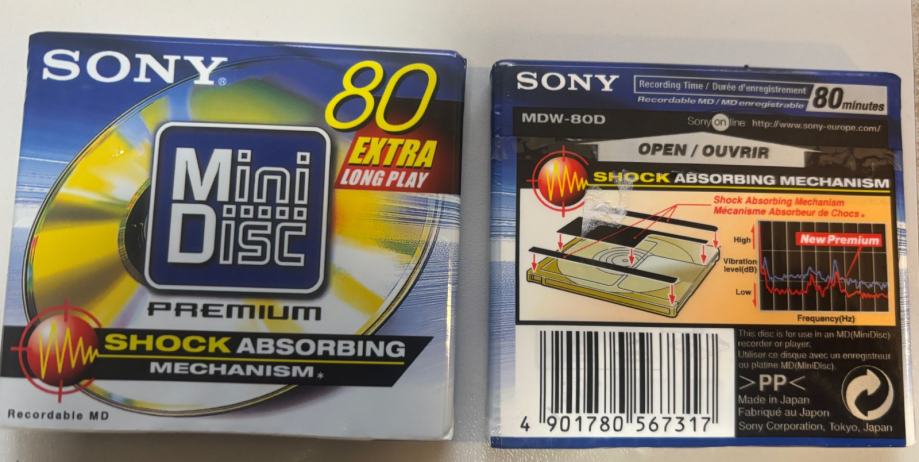 SONY®
80
EXTRA
LONG PLAY
Mini
Disc
PREMIUM
SHOCK ABSORBING
MECHANISM*
Recordable MD
SONY
Recording Time / Durée d'enregistrement
Recordable MD / MD enregistrable
80 minutes
MDW-80D
Sony on line http://www.sony-europe.com/
OPEN / OUVRIR
SHOCK ABSORBING MECHANISM
Shock Absorbing Mechanism
Mécanisme Absorbeur de Chocs*
High
Vibration
level(dB)
Low
New Premium
Frequency(Hz)
This disc is for use in an MD(MiniDisc)
recorder or player.
Utiliser ce disque avec un enregistreur
ou platine MD(MiniDisc).
>PP<
Made in Japan
Fabriqué au Japon
Sony Corporation, Tokyo, Japan
4 901780 567317